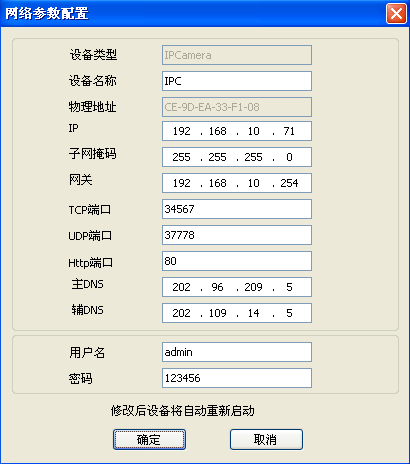 网络参数配置
设备类型 IPCamera
设备名称 IPC
物理地址 CE-9D-EA-33-F1-08
IP 192 . 168 . 10 . 71
子网掩码 255 . 255 . 255 . 0
网关 192 . 168 . 10 . 254
TCP端口 34567
UDP端口 37778
Http端口 80
主DNS 202 . 96 . 209 . 5
辅DNS 202 . 109 . 14 . 5
用户名 admin
密码 123456
修改后设备将自动重新启动
确定 取消